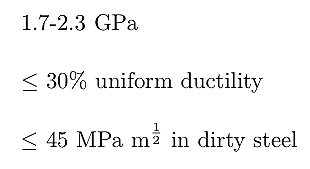 1.7-2.3 GPa
≤ 30% uniform ductility
≤ 45 MPa m^{1/2} in dirty steel